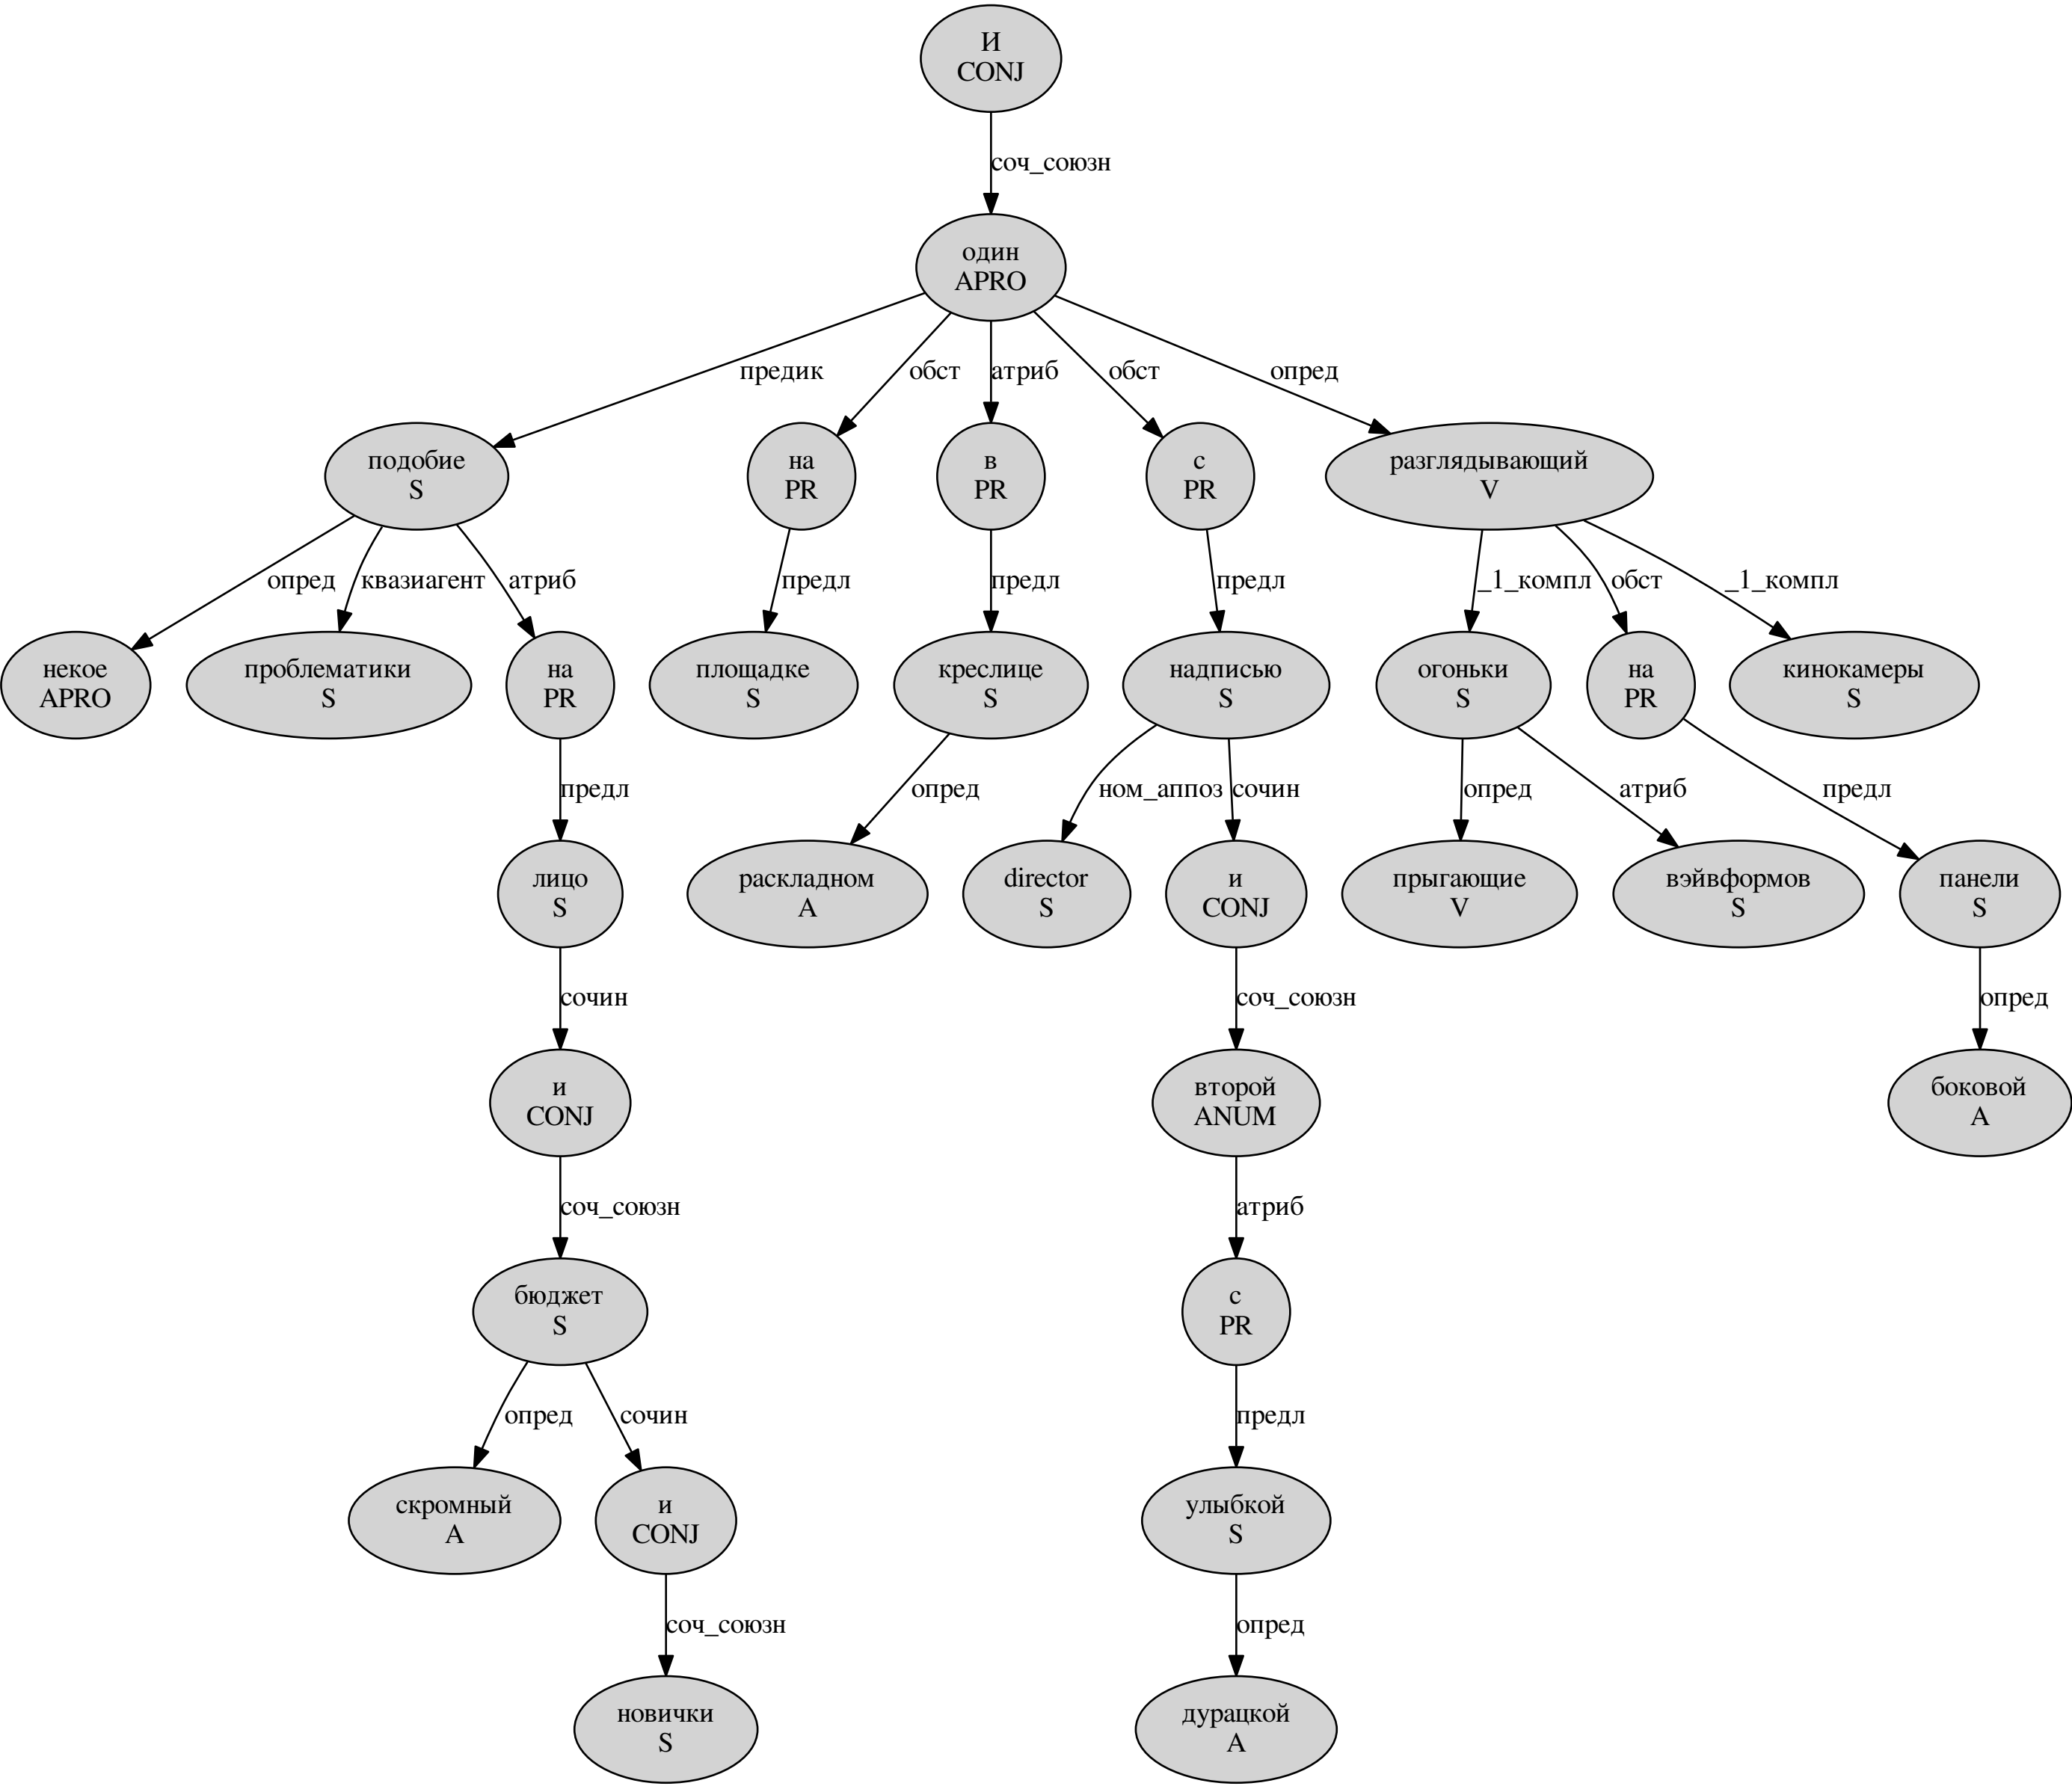 И
CONJ
соч_союзн
один
APRO
предик
обст
атриб
обст
опред
подобие
S
на
PR
в
PR
с
PR
разглядывающий
V
опред
квазиагент
атриб
предл
предл
предл
_1_компл
обст
_1_компл
некое
APRO
проблематики
S
на
PR
площадке
S
креслице
S
надписью
S
огоньки
S
на
PR
кинокамеры
S
предл
опред
ном_аппоз
сочин
опред
атриб
предл
лицо
S
раскладном
A
director
S
и
CONJ
прыгающие
V
вэйвформов
S
панели
S
сочин
соч_союзн
опред
и
CONJ
второй
ANUM
боковой
A
соч_союзн
атриб
бюджет
S
с
PR
опред
сочин
предл
скромный
A
и
CONJ
улыбкой
S
соч_союзн
опред
новички
S
дурацкой
A